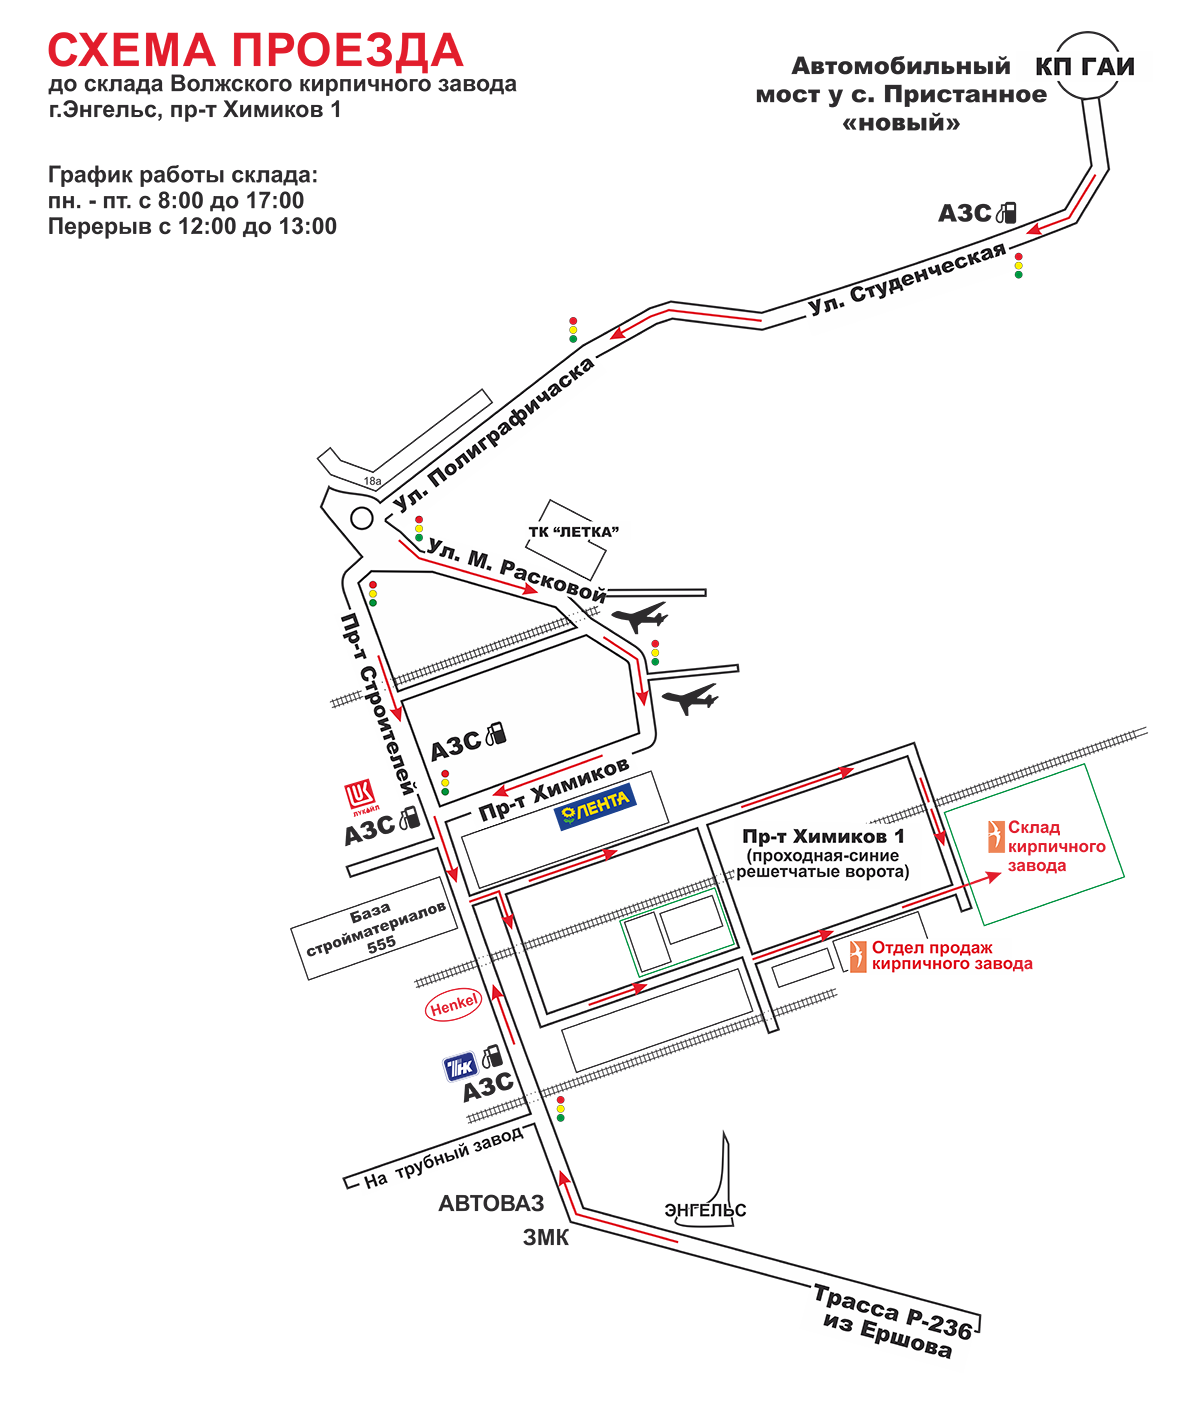 СХЕМА ПРОЕЗДА
до склада Волжского кирпичного завода
г.Энгельс, пр-т Химиков 1
График работы склада:
пн. - пт. с 8:00 до 17:00
Перерыв с 12:00 до 13:00
Автомобильный
мост у с. Пристанное
«новый»
КП ГАИ
АЗС
Ул. Студенческая
Ул. Полиграфичаска
18а
Ул. М. Расковой
ТК “ЛЕТКА”
Пр-т Строителей
АЗС
Пр-т Химиков
ЛЕНТА
ЛУКОЙЛ
АЗС
База
стройматериалов
555
Пр-т Химиков 1
(проходная-синие
решетчатые ворота)
Склад
кирпичного
завода
Отдел продаж
кирпичного завода
Henkel
ТНК
АЗС
На трубный завод
АВТОВАЗ
ЗМК
ЭНГЕЛЬС
Трасса Р-236
из Ершова